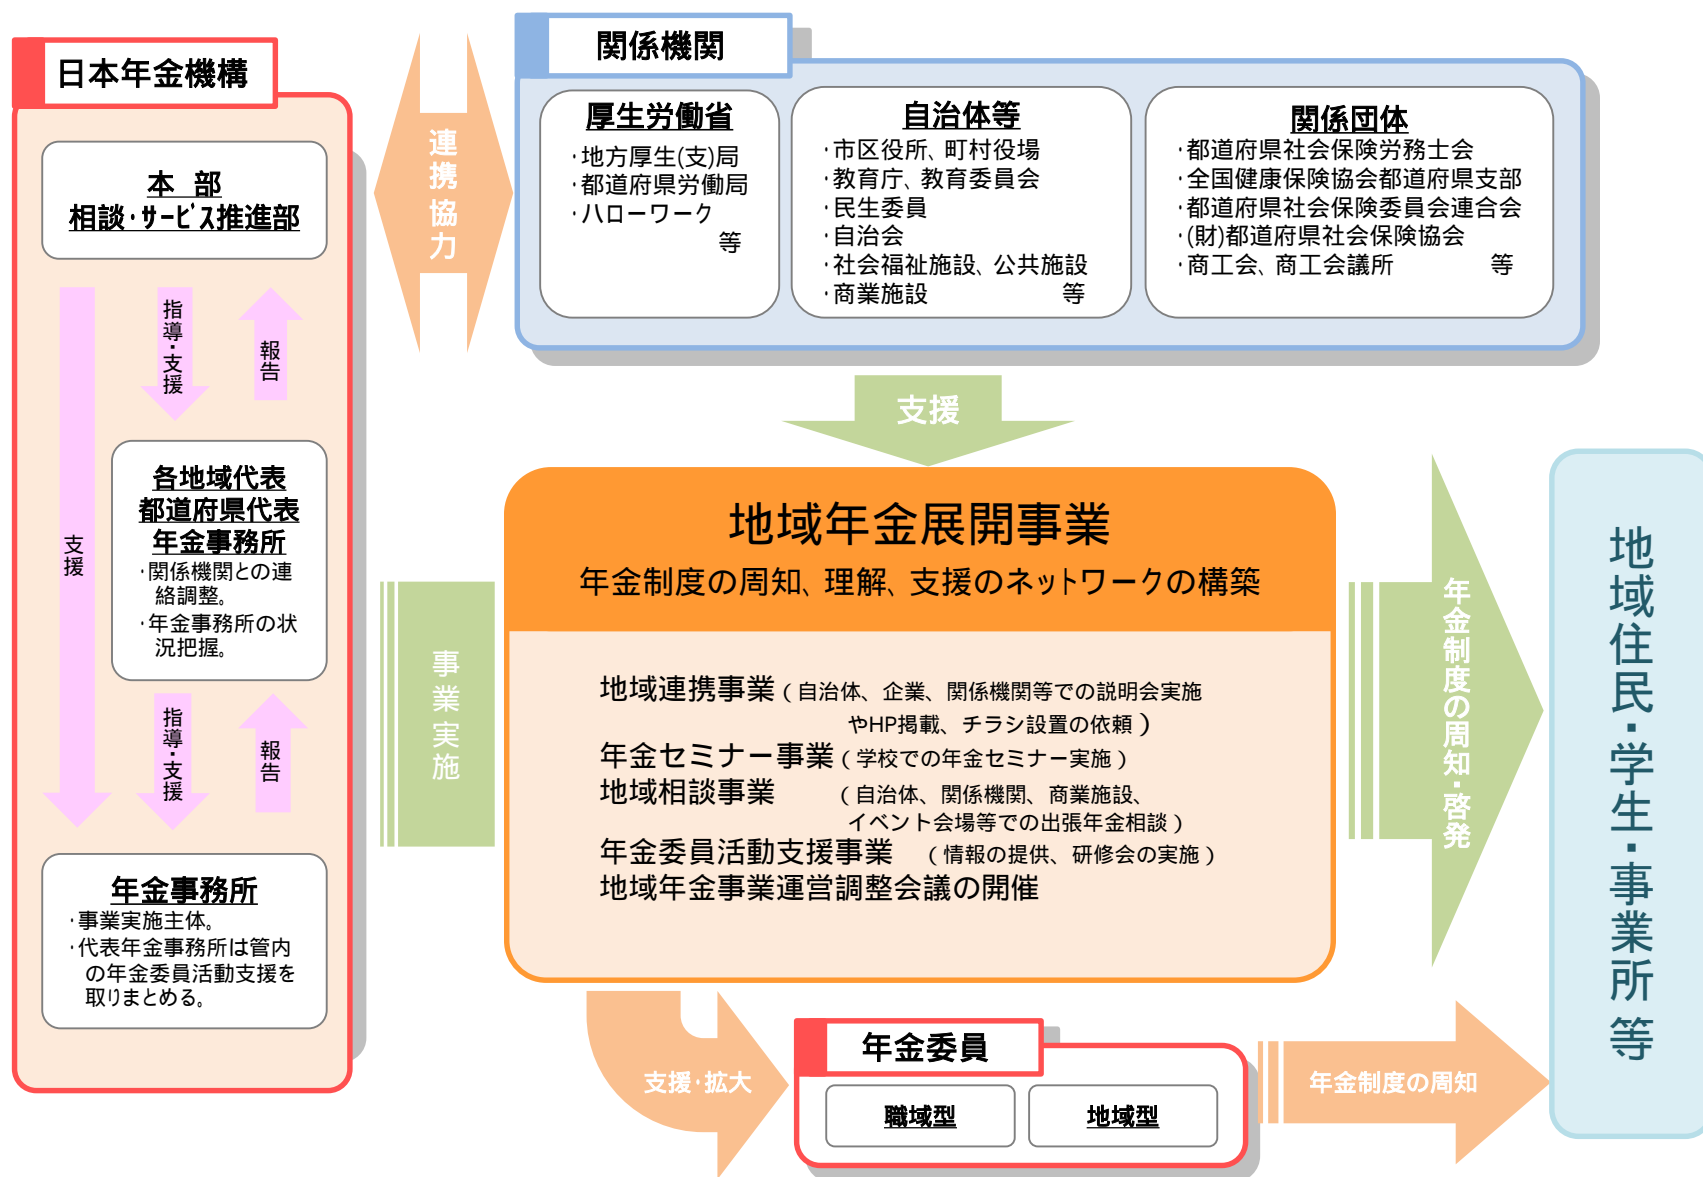 日本年金機構
本 部
相談・サービス推進部
指導・支援
報告
支援
各地域代表
都道府県代表
年金事務所
・関係機関との連
絡調整。
・年金事務所の状
況把握。
指導・支援
報告
年金事務所
・事業実施主体。
・代表年金事務所は管内
の年金委員活動支援を
取りまとめる。
連携協力
関係機関
厚生労働省
・地方厚生(支)局
・都道府県労働局
・ハローワーク
等
自治体等
・市区役所、町村役場
・教育庁、教育委員会
・民生委員
・自治会
・社会福祉施設、公共施設
・商業施設 等
関係団体
・都道府県社会保険労務士会
・全国健康保険協会都道府県支部
・都道府県社会保険委員会連合会
・(財)都道府県社会保険協会
・商工会、商工会議所 等
支援
事業実施
地域年金展開事業
年金制度の周知、理解、支援のネットワークの構築
地域連携事業(自治体、企業、関係機関等での説明会実施
やHP掲載、チラシ設置の依頼)
年金セミナー事業(学校での年金セミナー実施)
地域相談事業 (自治体、関係機関、商業施設、
イベント会場等での出張年金相談)
年金委員活動支援事業 (情報の提供、研修会の実施)
地域年金事業運営調整会議の開催
年金制度の周知・啓発
地域住民・学生・事業所 等
支援・拡大
年金委員
職域型
地域型
年金制度の周知